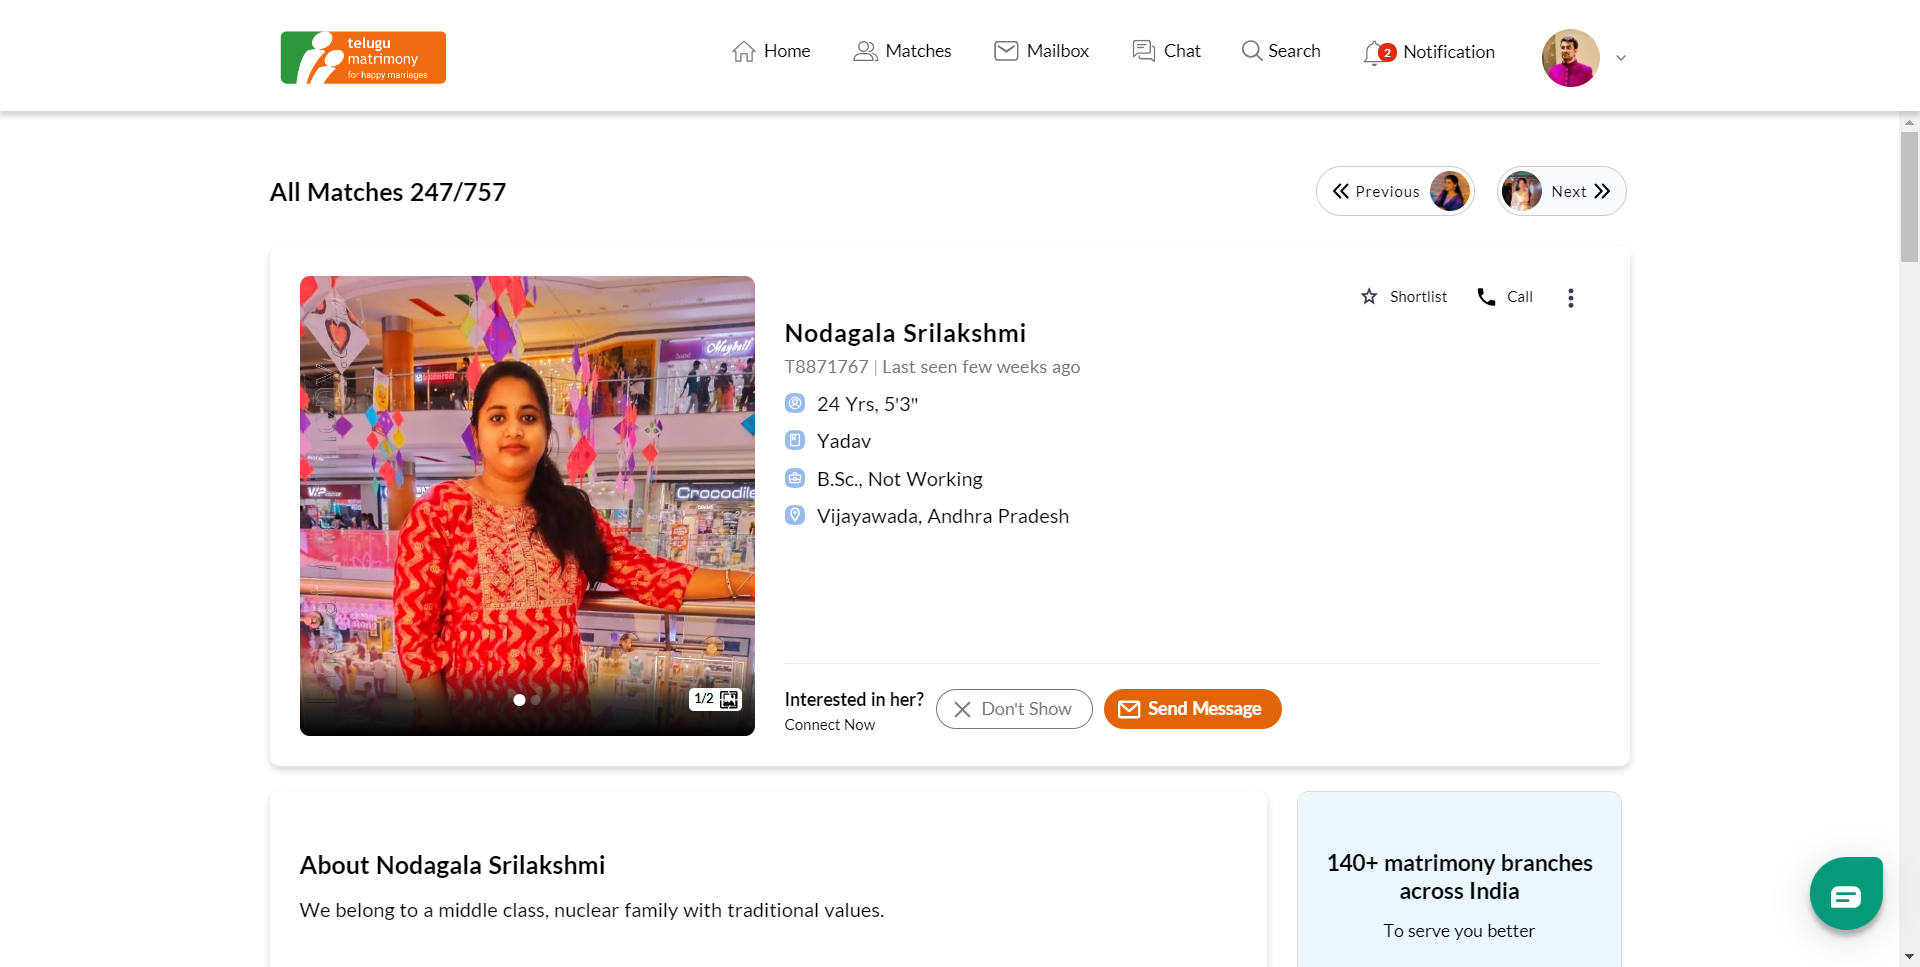 telugu
matrimony
for happy marriages
Home
Matches
Mailbox
Chat
Search
2
Notification
All Matches 247/757
Previous
Next
Shortlist
Call
Nodagala Srilakshmi
T8871767 | Last seen few weeks ago
24 Yrs, 5'3"
Yadav
B.Sc., Not Working
Vijayawada, Andhra Pradesh
Crocodile
VIP
1/2
Interested in her?
Connect Now
Don't Show
Send Message
About Nodagala Srilakshmi
We belong to a middle class, nuclear family with traditional values.
140+ matrimony branches
across India
To serve you better